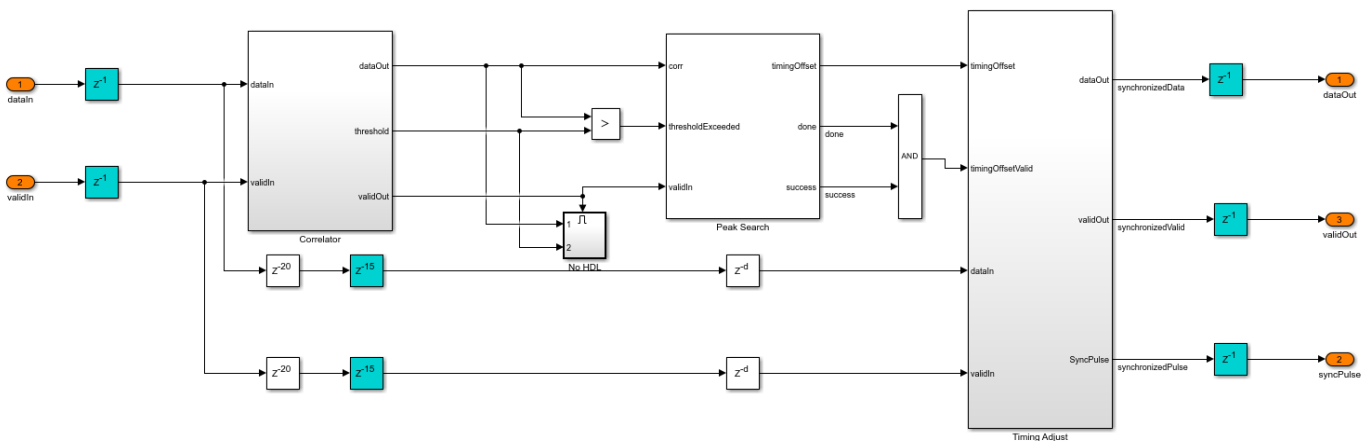 1
dataIn
z-1
2
validIn
z-1
dataIn
validIn
dataOut
threshold
validOut
Correlator
>
1
2
No HDL
z-20
z-15
z-d
z-20
z-15
z-d
corr
thresholdExceeded
validIn
timingOffset
done
success
Peak Search
done
success
AND
timingOffset
timingOffsetValid
dataIn
validIn
dataOut
validOut
SyncPulse
Timing Adjust
synchronizedData
z-1
1
dataOut
synchronizedValid
z-1
3
validOut
synchronizedPulse
z-1
2
syncPulse